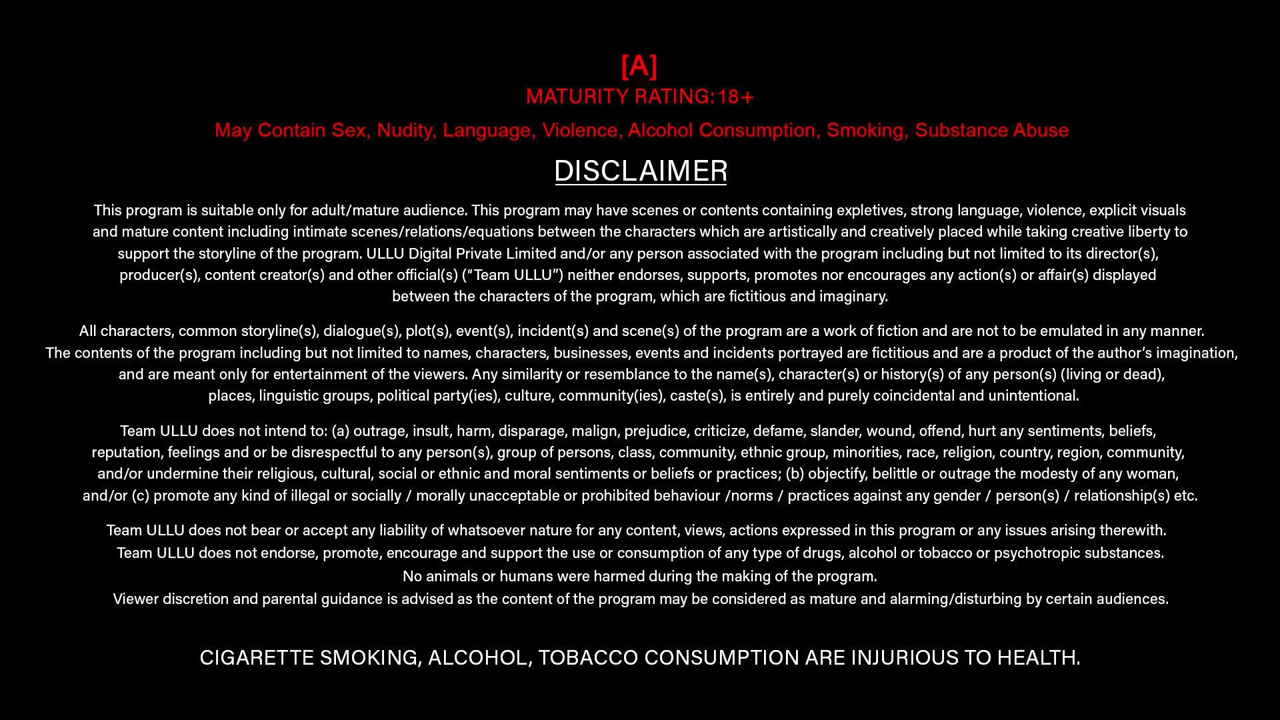 [A]
MATURITY RATING:18+
May Contain Sex, Nudity, Language, Violence, Alcohol Consumption, Smoking, Substance Abuse
DISCLAIMER
This program is suitable only for adult/mature audience. This program may have scenes or contents containing expletives, strong language, violence, explicit visuals
and mature content including intimate scenes/relations/equations between the characters which are artistically and creatively placed while taking creative liberty to
support the storyline of the program. ULLU Digital Private Limited and/or any person associated with the program including but not limited to its director(s),
producer(s), content creator(s) and other official(s) (“Team ULLU”) neither endorses, supports, promotes nor encourages any action(s) or affair(s) displayed
between the characters of the program, which are fictitious and imaginary.
All characters, common storyline(s), dialogue(s), plot(s), event(s), incident(s) and scene(s) of the program are a work of fiction and are not to be emulated in any manner.
The contents of the program including but not limited to names, characters, businesses, events and incidents portrayed are fictitious and are a product of the author’s imagination,
and are meant only for entertainment of the viewers. Any similarity or resemblance to the name(s), character(s) or history(s) of any person(s) (living or dead),
places, linguistic groups, political party(ies), culture, community(ies), caste(s), is entirely and purely coincidental and unintentional.
Team ULLU does not intend to: (a) outrage, insult, harm, disparage, malign, prejudice, criticize, defame, slander, wound, offend, hurt any sentiments, beliefs,
reputation, feelings and or be disrespectful to any person(s), group of persons, class, community, ethnic group, minorities, race, religion, country, region, community,
and/or undermine their religious, cultural, social or ethnic and moral sentiments or beliefs or practices; (b) objectify, belittle or outrage the modesty of any woman,
and/or (c) promote any kind of illegal or socially / morally unacceptable or prohibited behaviour /norms / practices against any gender / person(s) / relationship(s) etc.
Team ULLU does not bear or accept any liability of whatsoever nature for any content, views, actions expressed in this program or any issues arising therewith.
Team ULLU does not endorse, promote, encourage and support the use or consumption of any type of drugs, alcohol or tobacco or psychotropic substances.
No animals or humans were harmed during the making of the program.
Viewer discretion and parental guidance is advised as the content of the program may be considered as mature and alarming/disturbing by certain audiences.
CIGARETTE SMOKING, ALCOHOL, TOBACCO CONSUMPTION ARE INJURIOUS TO HEALTH.